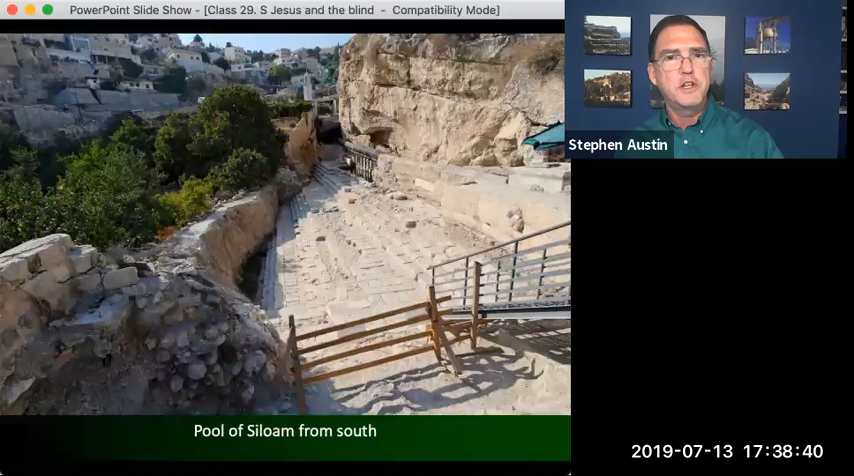 PowerPoint Slide Show - [Class 29. S Jesus and the blind - Compatibility Mode]
Stephen Austin
Pool of Siloam from south
2019-07-13 17:38:40